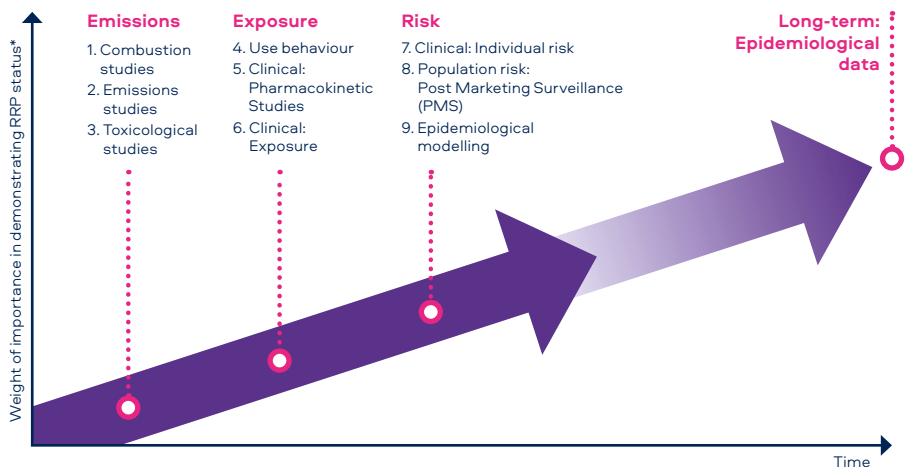 Emissions
1. Combustion
studies
2. Emissions
studies
3. Toxicological
studies
Exposure
4. Use behaviour
5. Clinical:
Pharmacokinetic
Studies
6. Clinical:
Exposure
Risk
7. Clinical: Individual risk
8. Population risk:
Post Marketing Surveillance
(PMS)
9. Epidemiological
modelling
Long-term:
Epidemiological
data
Weight of importance in demonstrating RRP status*
Time